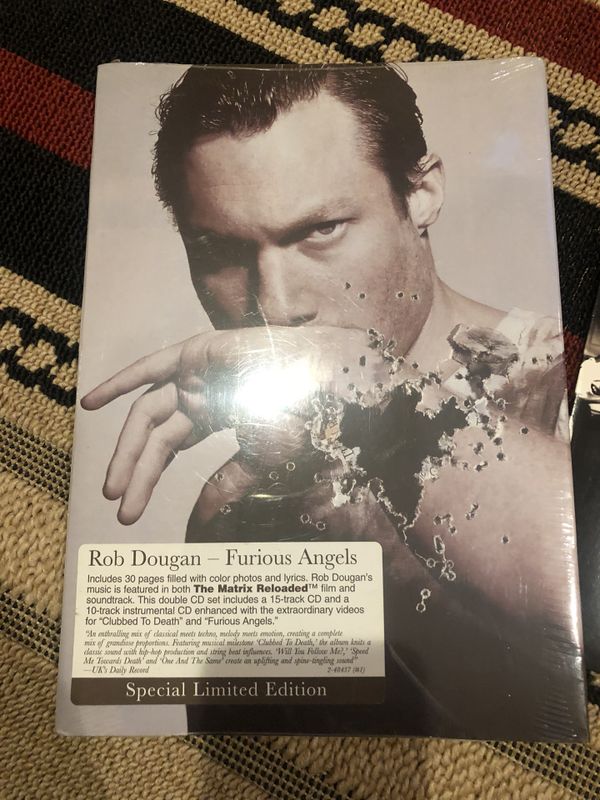 Rob Dougan – Furious Angels
Includes 30 pages filled with color photos and lyrics. Rob Dougan's
music is featured in both The Matrix Reloaded™ film and
soundtrack. This double CD set includes a 15-track CD and a
10-track instrumental CD enhanced with the extraordinary videos
for "Clubbed To Death" and "Furious Angels."
"An enthralling mix of classical meets techno, melody meets emotion, creating a complete
mix of grandiose proportions. Featuring musical milestone 'Clubbed To Death,' the album knits a
classic sound with hip-hop production and string beat influences. 'Will You Follow Me?,' 'Speed
Me Towards Death' and 'One And The Same' create an uplifting and spine-tingling sound"
—UK's Daily Record 2-48457 (M1)
Special Limited Edition